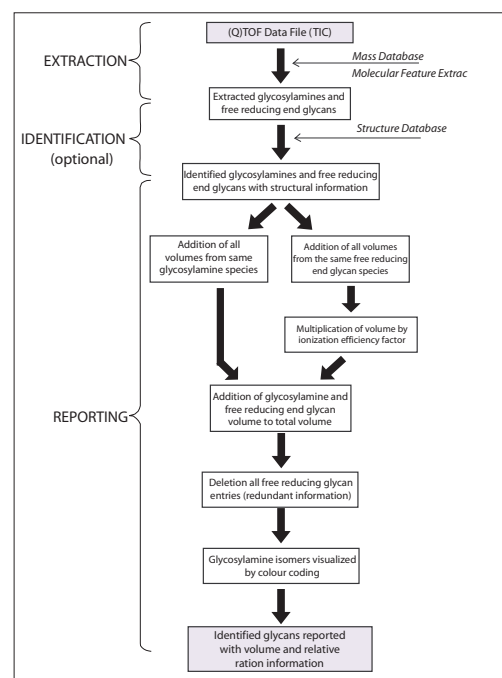 (Q)TOF Data File (TIC)
EXTRACTION
Mass Database
Molecular Feature Extrac
Extracted glycosylamines and
free reducing end glycans
IDENTIFICATION
(optional)
Structure Database
Identified glycosylamines and free reducing
end glycans with structural information
Addition of all
volumes from same
glycosylamine species
Addition of all volumes
from the same free reducing
end glycan species
Multiplication of volume by
ionization efficiency factor
REPORTING
Addition of glycosylamine and
free reducing end glycan
volume to total volume
Deletion all free reducing glycan
entries (redundant information)
Glycosylamine isomers visualized
by colour coding
Identified glycans reported
with volume and relative
ration information